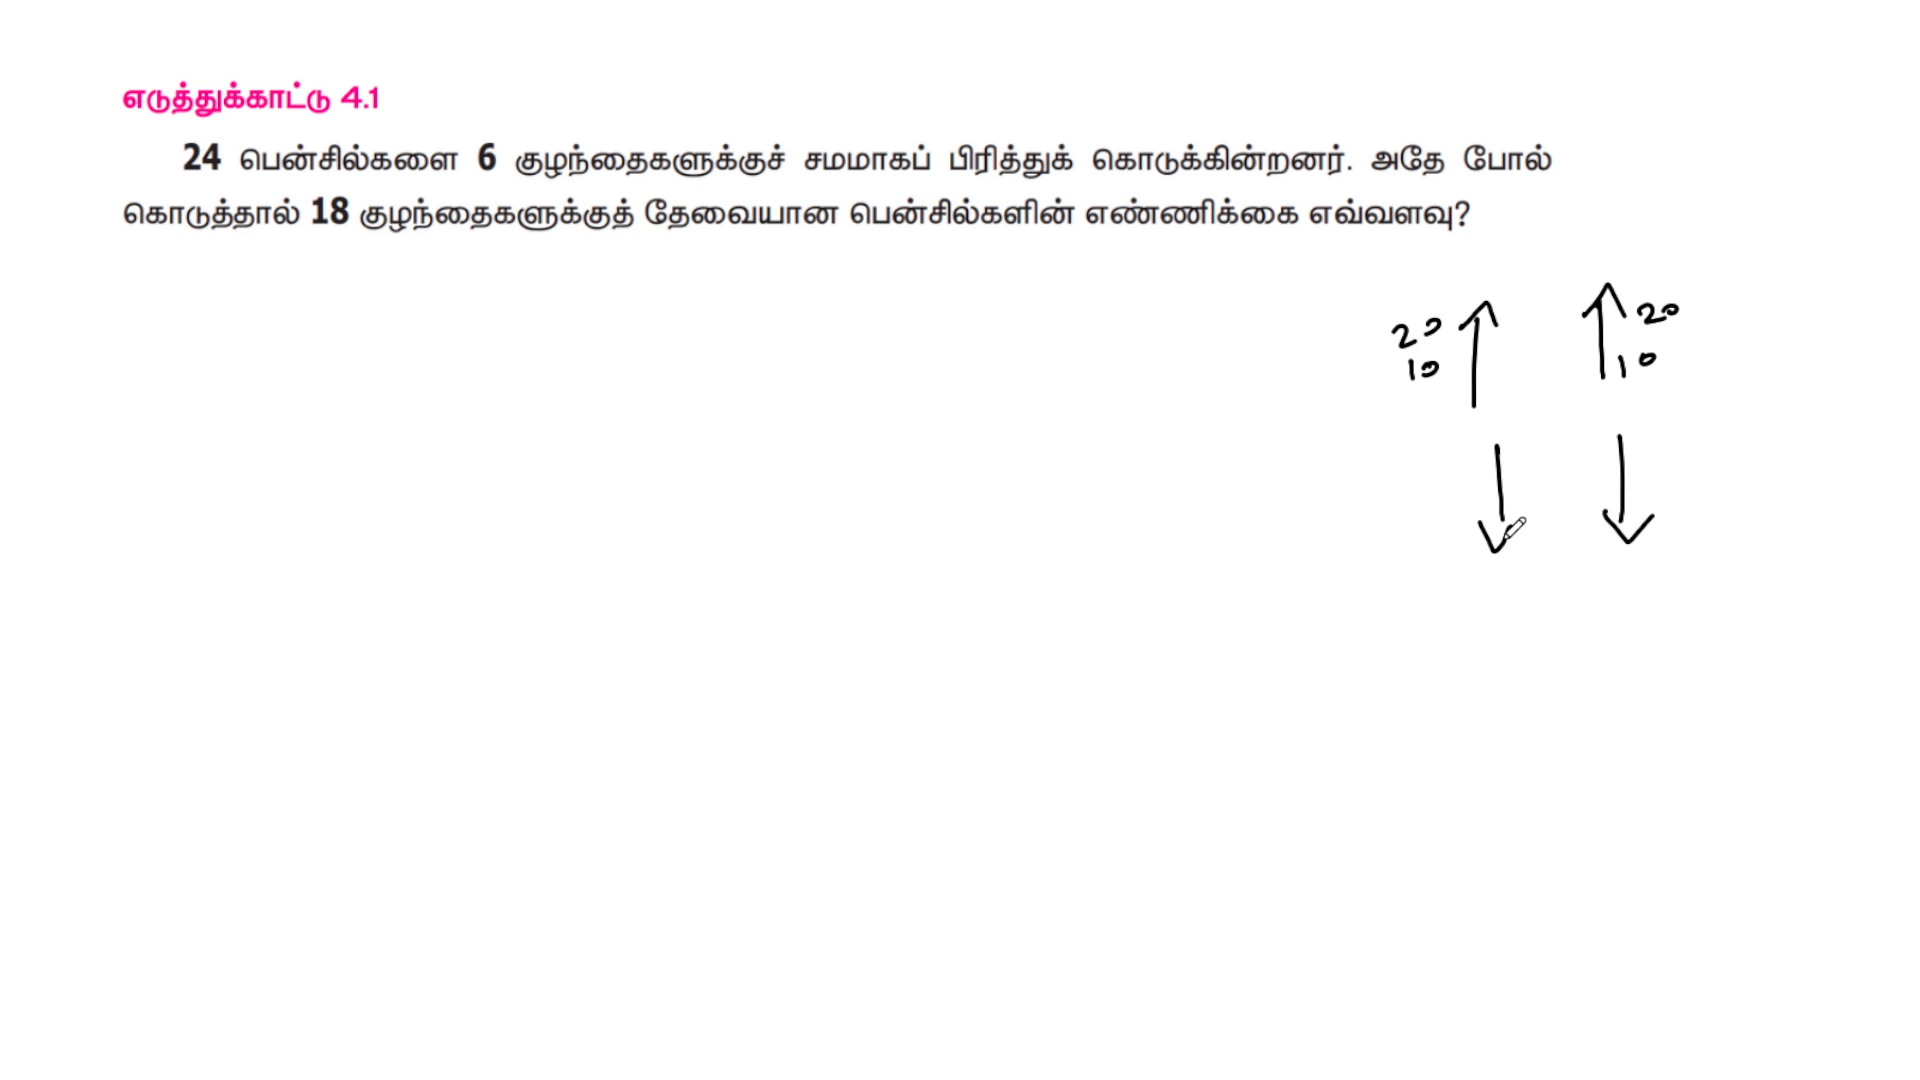 எடுத்துக்காட்டு 4.1
24 பென்சில்களை 6 குழந்தைகளுக்குச் சமமாகப் பிரித்துக் கொடுக்கின்றனர். அதே போல்
கொடுத்தால் 18 குழந்தைகளுக்குத் தேவையான பென்சில்களின் எண்ணிக்கை எவ்வளவு?
20 20
10 10